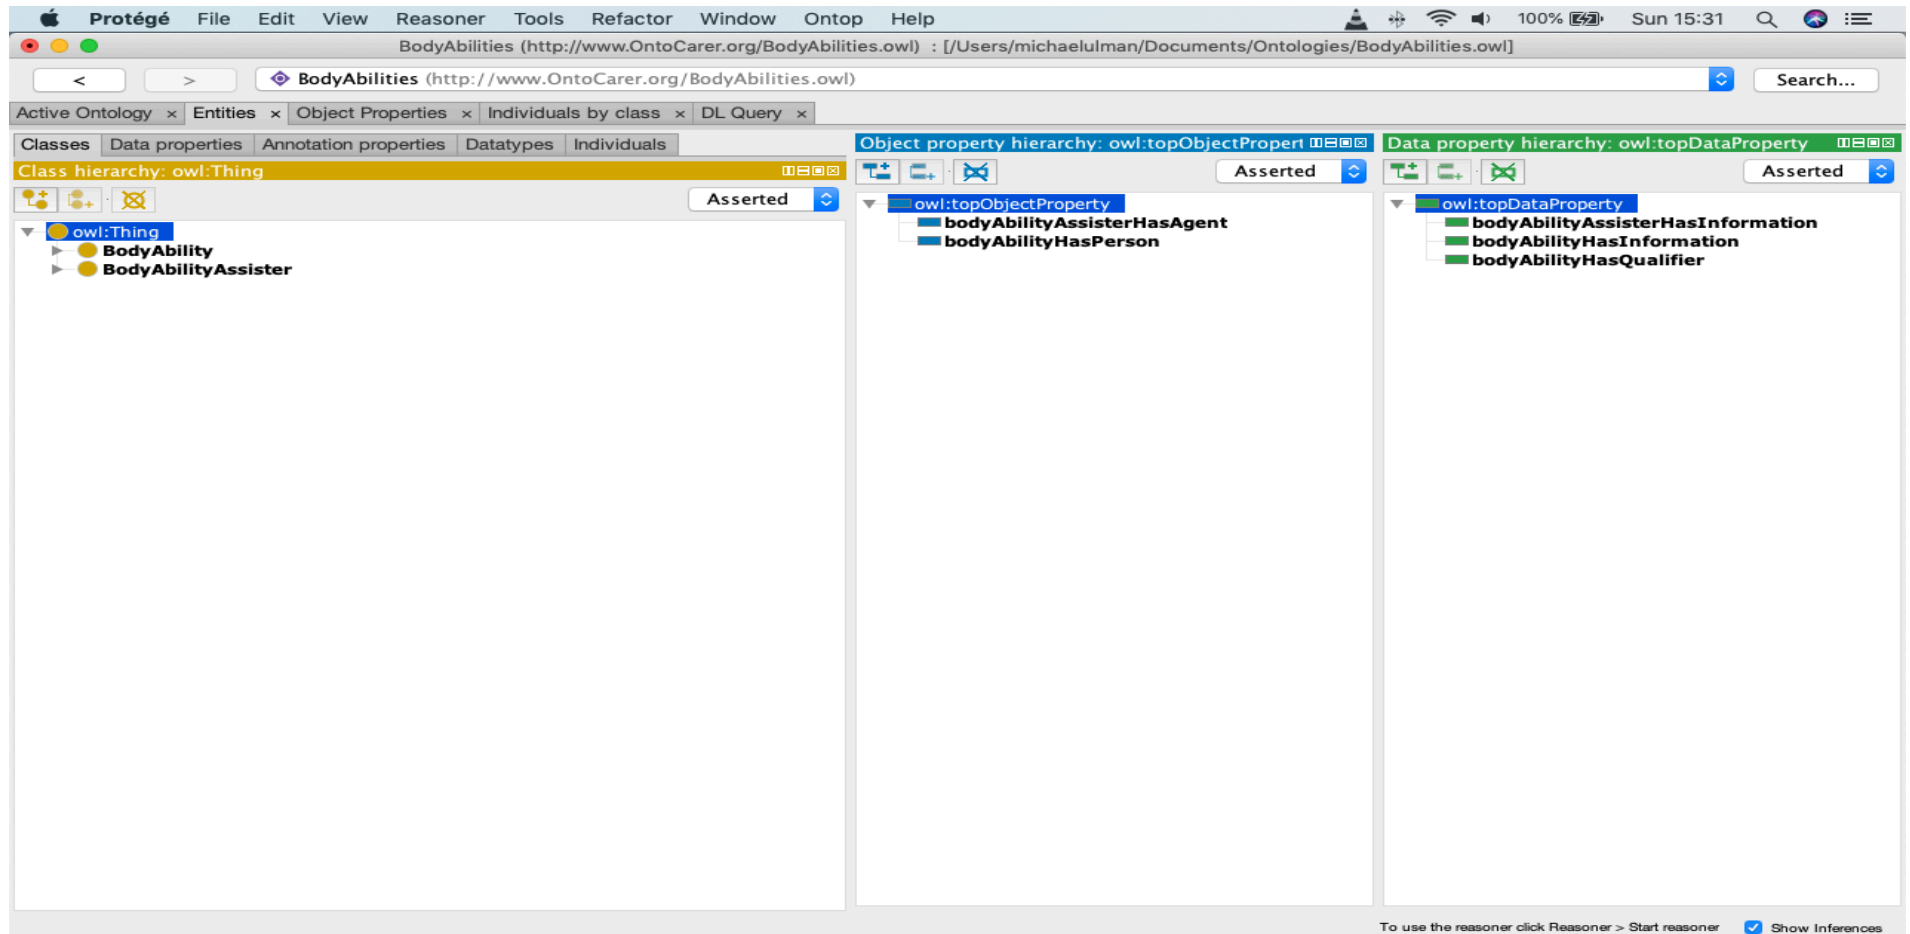 Protégé File Edit View Reasoner Tools Refactor Window Ontop Help 100% Sun 15:31
BodyAbilities (http://www.OntoCarer.org/BodyAbilities.owl) : [/Users/michaelulman/Documents/Ontologies/BodyAbilities.owl]
< > BodyAbilities (http://www.OntoCarer.org/BodyAbilities.owl) Search...
Active Ontology × Entities × Object Properties × Individuals by class × DL Query ×
Classes Data properties Annotation properties Datatypes Individuals
Class hierarchy: owl:Thing
Asserted
owl:Thing
BodyAbility
BodyAbilityAssister
Object property hierarchy: owl:topObjectPropert
Asserted
owl:topObjectProperty
bodyAbilityAssisterHasAgent
bodyAbilityHasPerson
Data property hierarchy: owl:topDataProperty
Asserted
owl:topDataProperty
bodyAbilityAssisterHasInformation
bodyAbilityHasInformation
bodyAbilityHasQualifier
To use the reasoner click Reasoner > Start reasoner Show Inferences